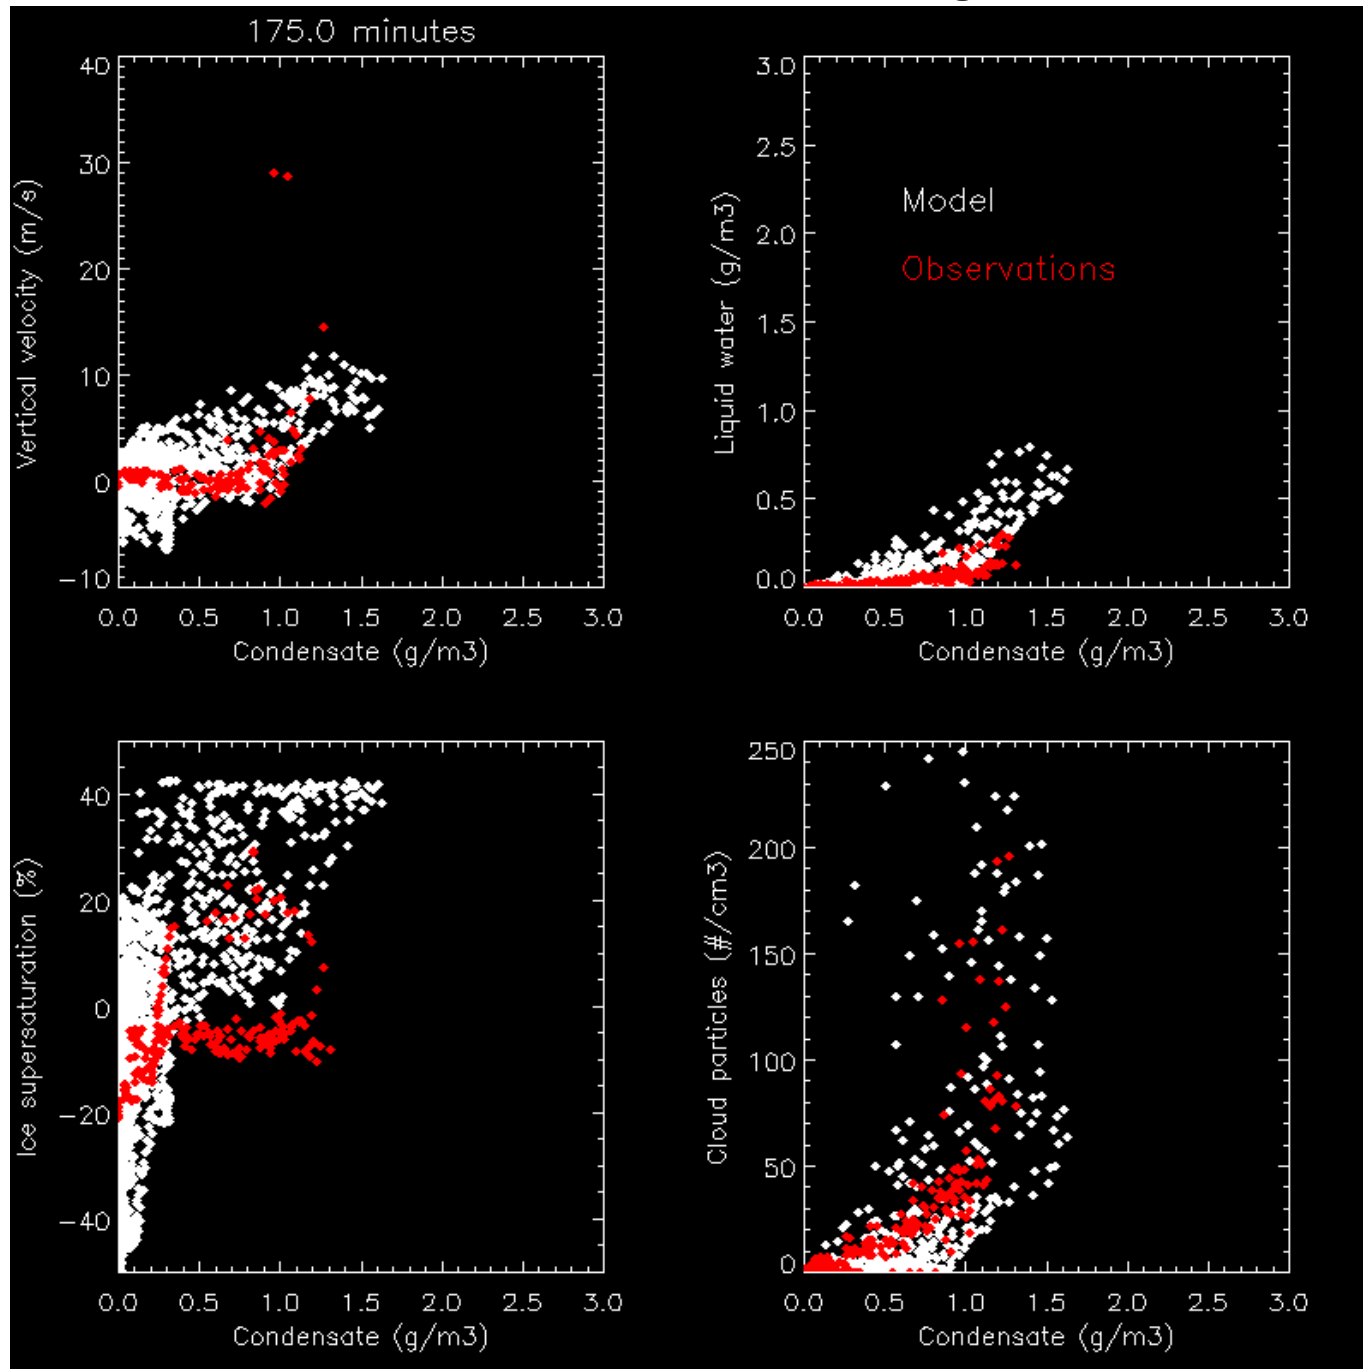 175.0 minutes
40
30
20
10
0
−10
Vertical velocity (m/s)
0.0 0.5 1.0 1.5 2.0 2.5 3.0
Condensate (g/m3)
3.0
2.5
2.0
1.5
1.0
0.5
0.0
Liquid water (g/m3)
Model
Observations
0.0 0.5 1.0 1.5 2.0 2.5 3.0
Condensate (g/m3)
40
20
0
−20
−40
Ice supersaturation (%)
0.0 0.5 1.0 1.5 2.0 2.5 3.0
Condensate (g/m3)
250
200
150
100
50
0
Cloud particles (#/cm3)
0.0 0.5 1.0 1.5 2.0 2.5 3.0
Condensate (g/m3)